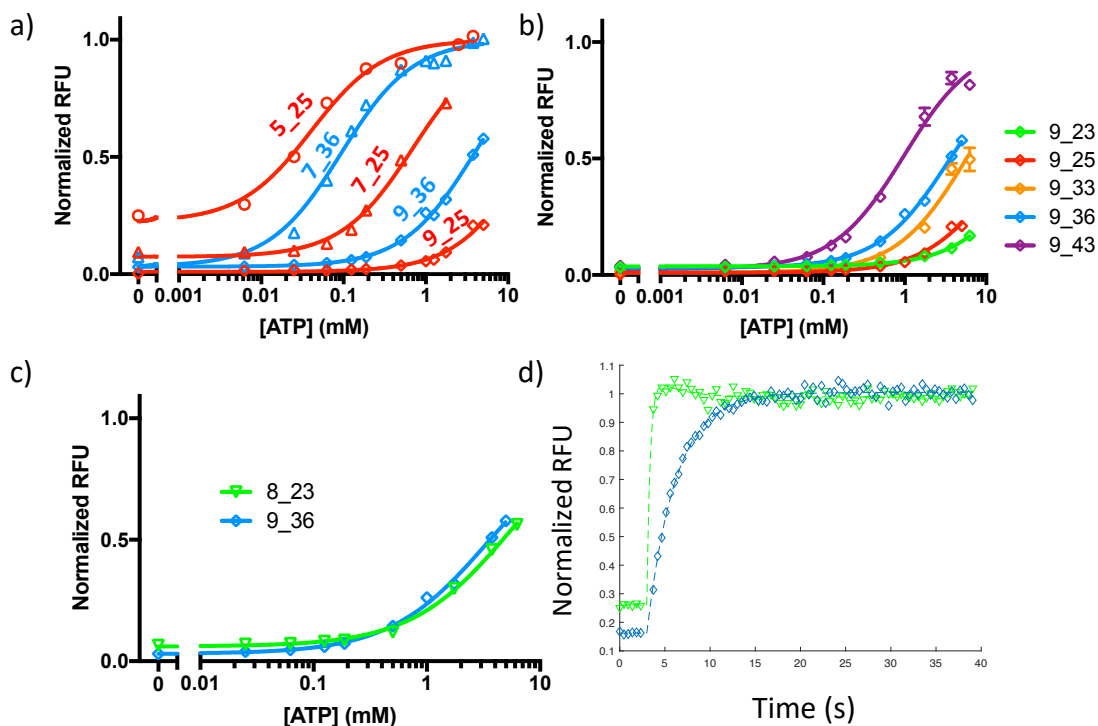 a)
Normalized RFU
1.0
0.5
0.0
5_25
7_36
7_25
9_36
9_25
0 0.001 0.01 0.1 1 10
[ATP] (mM)
b)
Normalized RFU
1.0
0.5
0.0
0 0.001 0.01 0.1 1 10
[ATP] (mM)
9_23
9_25
9_33
9_36
9_43
c)
Normalized RFU
1.0
0.5
0.0
8_23
9_36
0 0.01 0.1 1 10
[ATP] (mM)
d)
Normalized RFU
1.1
1
0.9
0.8
0.7
0.6
0.5
0.4
0.3
0.2
0.1
0 5 10 15 20 25 30 35 40
Time (s)